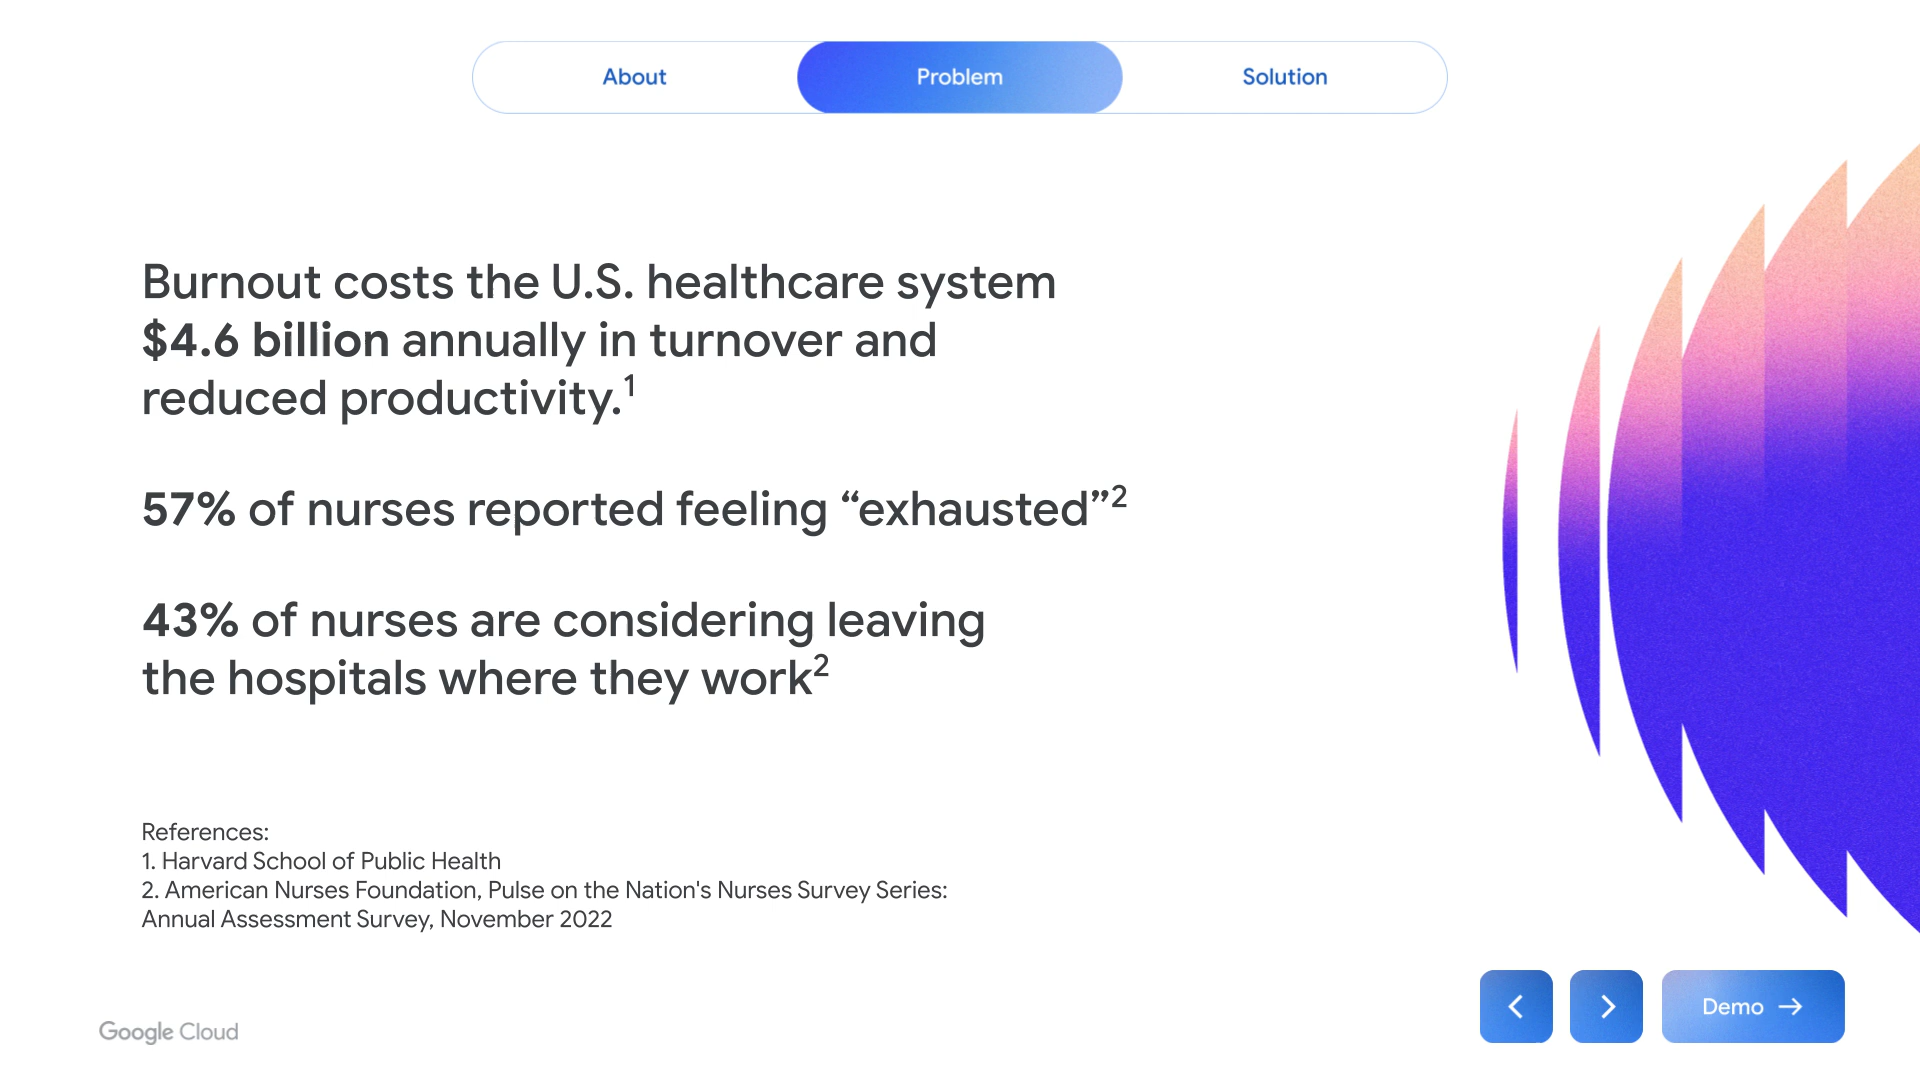 About
Problem
Solution
Burnout costs the U.S. healthcare system
$4.6 billion annually in turnover and
reduced productivity.1
57% of nurses reported feeling “exhausted”2
43% of nurses are considering leaving
the hospitals where they work2
References:
1. Harvard School of Public Health
2. American Nurses Foundation, Pulse on the Nation's Nurses Survey Series:
Annual Assessment Survey, November 2022
Google Cloud
Demo